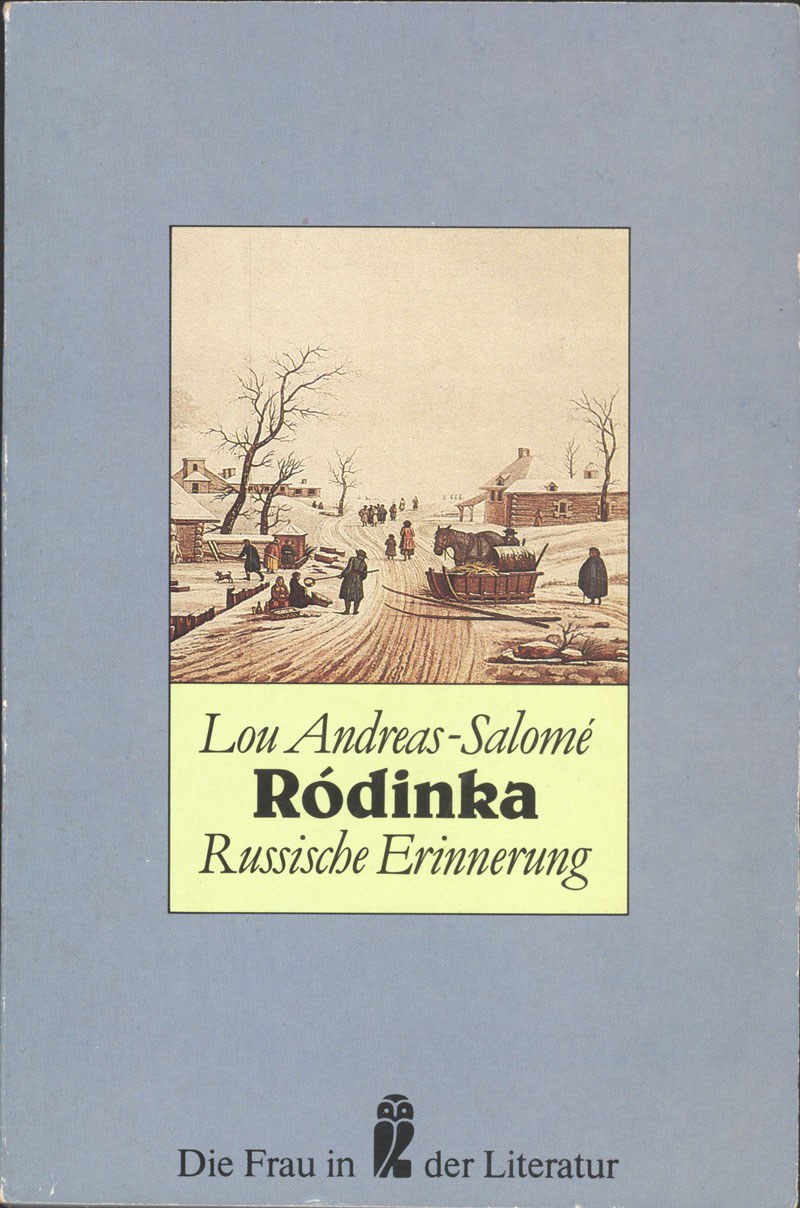 Lou Andreas-Salomé
Ródinka
Russische Erinnerung
Die Frau in der Literatur